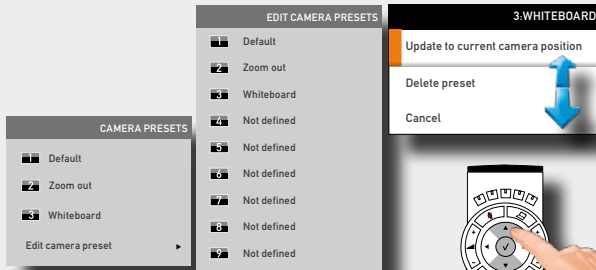 CAMERA PRESETS
1 Default
2 Zoom out
3 Whiteboard
Edit camera preset
EDIT CAMERA PRESETS
1 Default
2 Zoom out
3 Whiteboard
4 Not defined
5 Not defined
6 Not defined
7 Not defined
8 Not defined
9 Not defined
3:WHITEBOARD
Update to current camera position
Delete preset
Cancel